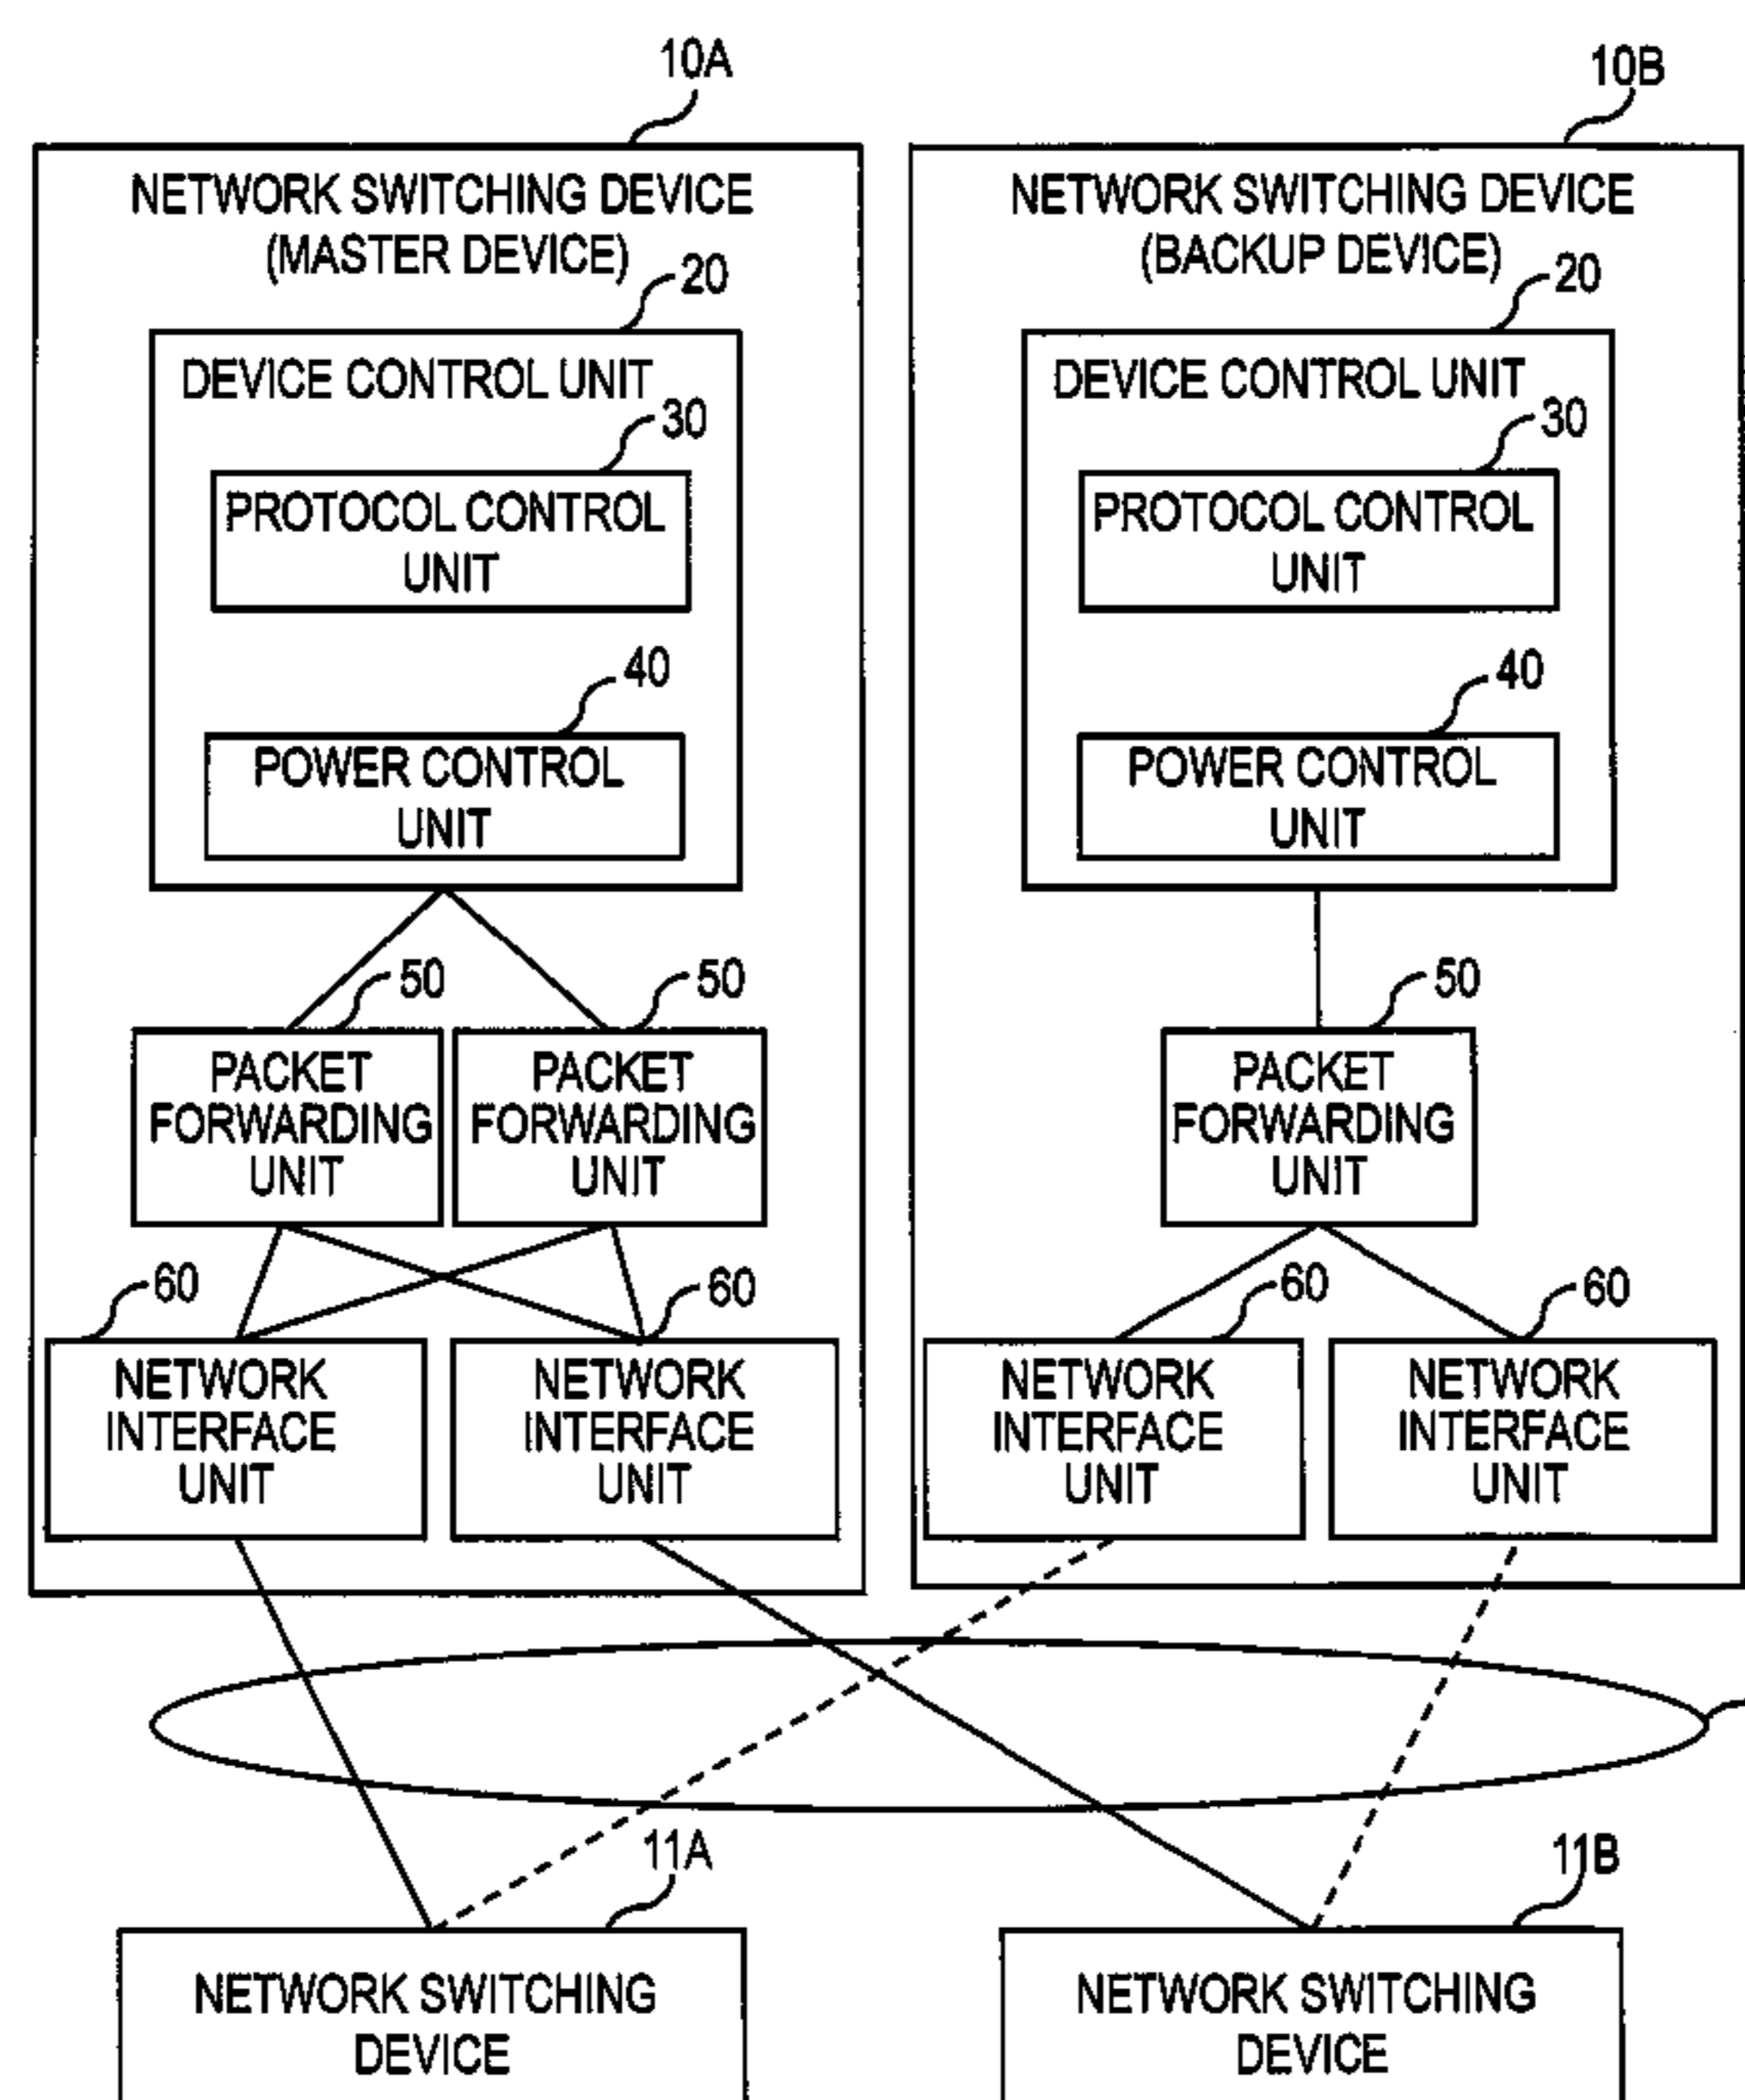 10A
10B
NETWORK SWITCHING DEVICE
(MASTER DEVICE)
20
DEVICE CONTROL UNIT
30
PROTOCOL CONTROL
UNIT
40
POWER CONTROL
UNIT
50
50
PACKET
FORWARDING
UNIT
PACKET
FORWARDING
UNIT
60
60
NETWORK
INTERFACE
UNIT
NETWORK
INTERFACE
UNIT
NETWORK SWITCHING DEVICE
(BACKUP DEVICE)
20
DEVICE CONTROL UNIT
30
PROTOCOL CONTROL
UNIT
40
POWER CONTROL
UNIT
50
PACKET
FORWARDING
UNIT
60
60
NETWORK
INTERFACE
UNIT
NETWORK
INTERFACE
UNIT
11A
11B
NETWORK SWITCHING
DEVICE
NETWORK SWITCHING
DEVICE